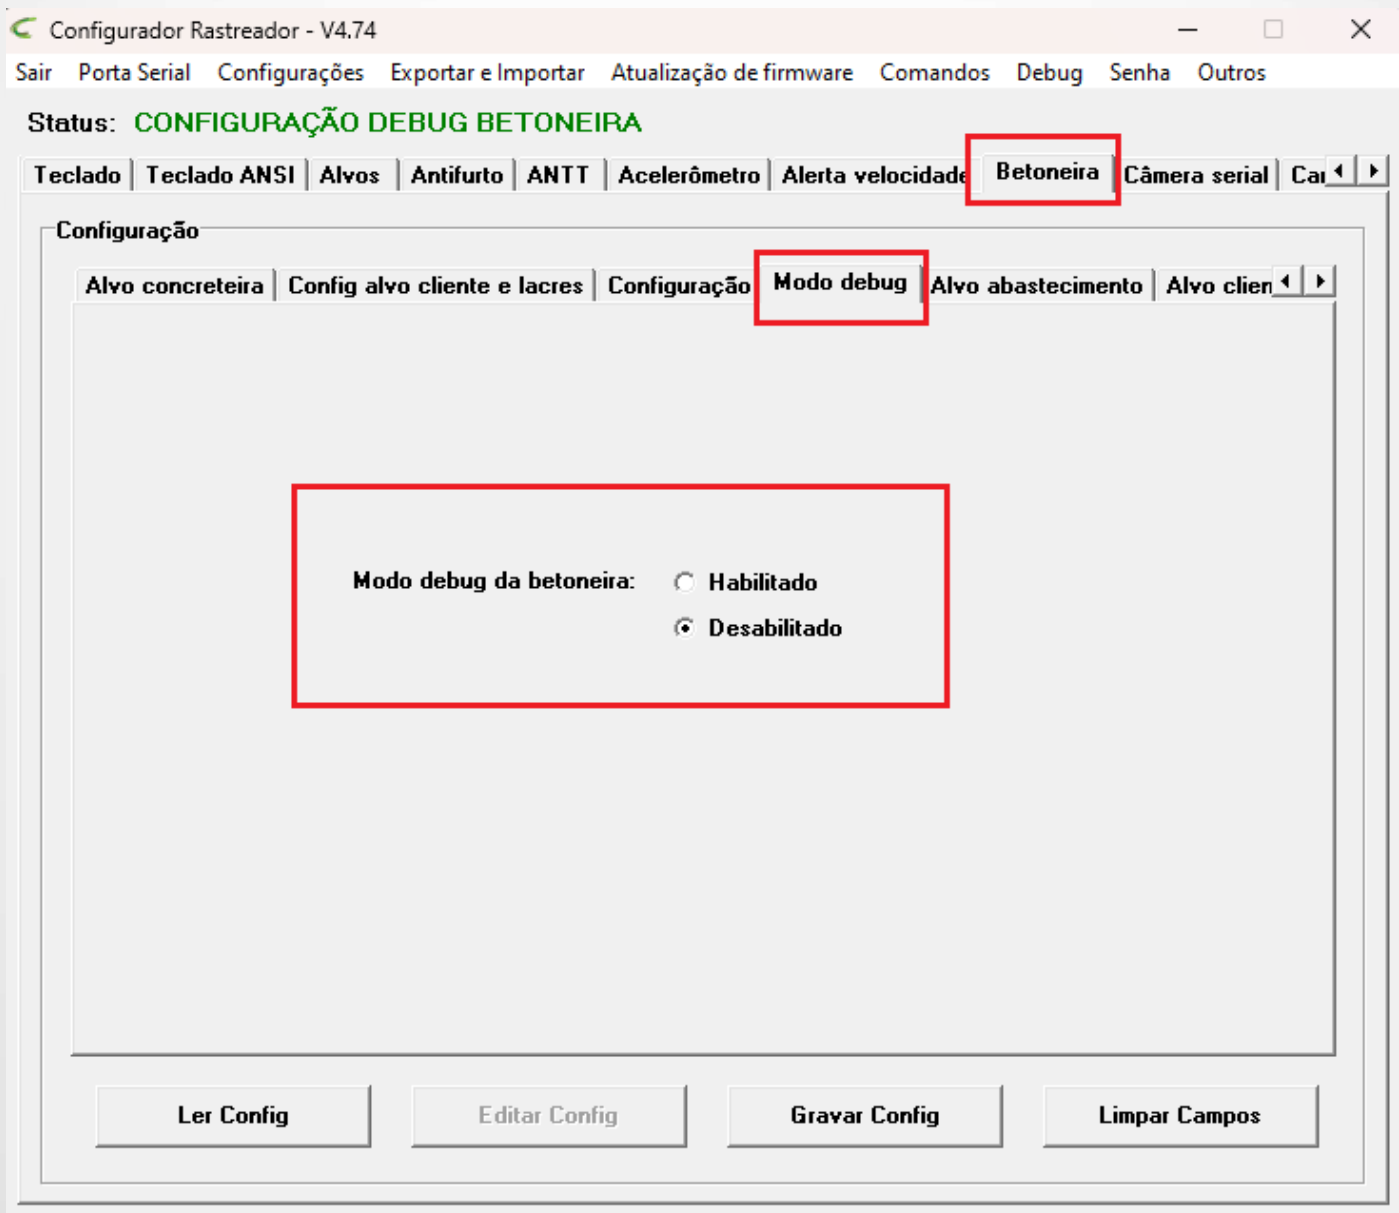 Configurador Rastreador - V4.74
Sair Porta Serial Configurações Exportar e Importar Atualização de firmware Comandos Debug Senha Outros
Status: CONFIGURAÇÃO DEBUG BETONEIRA
Teclado Teclado ANSI Alvos Antifurto ANTT Acelerômetro Alerta velocidade Betoneira Câmera serial Ca
Configuração
Alvo concreteira Config alvo cliente e lacres Configuração Modo debug Alvo abastecimento Alvo clien
Modo debug da betoneira: Habilitado
Desabilitado
Ler Config Editar Config Gravar Config Limpar Campos